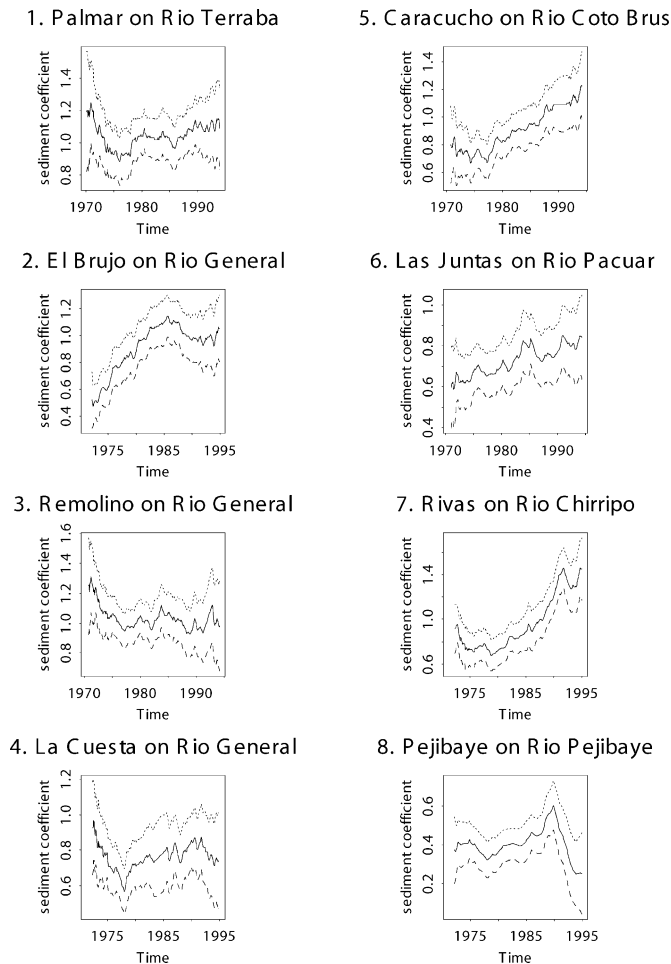 1. Palmar on Rio Terraba
sediment coefficient
1.4
1.2
1.0
0.8
1970 1980 1990
Time
5. Caracucho on Rio Coto Brus
sediment coefficient
1.4
1.2
1.0
0.8
0.6
1970 1980 1990
Time
2. El Brujo on Rio General
sediment coefficient
1.2
1.0
0.8
0.6
0.4
1975 1985 1995
Time
6. Las Juntas on Rio Pacuar
sediment coefficient
1.0
0.8
0.6
0.4
1970 1980 1990
Time
3. Remolino on Rio General
sediment coefficient
1.6
1.4
1.2
1.0
0.8
1970 1980 1990
Time
7. Rivas on Rio Chirripo
sediment coefficient
1.4
1.0
0.6
1975 1985 1995
Time
4. La Cuesta on Rio General
sediment coefficient
1.2
1.0
0.8
0.6
1975 1985 1995
Time
8. Pejibaye on Rio Pejibaye
sediment coefficient
0.6
0.4
0.2
1975 1985 1995
Time